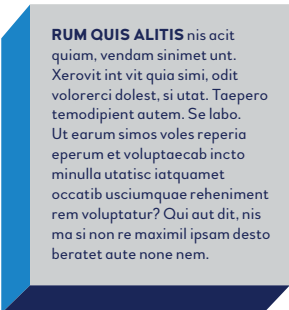 RUM QUIS ALITIS nis acit
quiam, vendam sinimet unt.
Xerovit int vit quia simi, odit
volorerci dolest, si utat. Taepero
temodipient autem. Se labo.
Ut earum simos voles reperia
eperum et voluptaecab incto
minulla utatisc iatquamet
occatib usciumquae reheniment
rem voluptatur? Qui aut dit, nis
ma si non re maximil ipsam desto
beratet aute none nem.